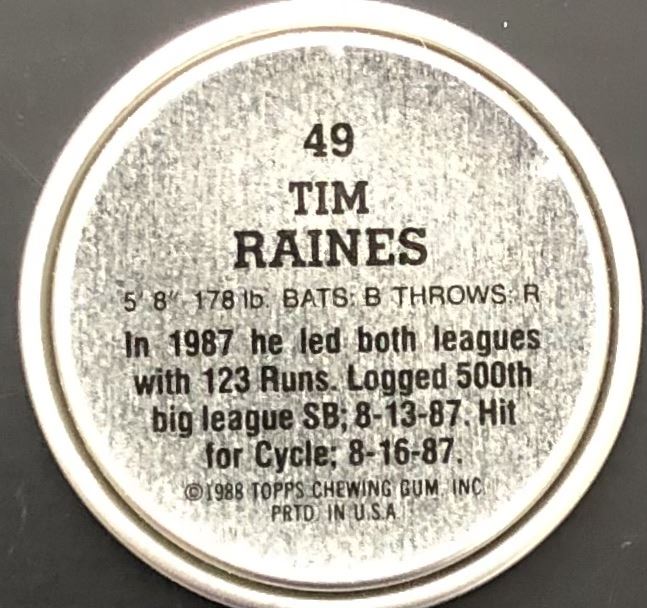 49
TIM
RAINES
5' 8" 178 lb. BATS: B THROWS: R
In 1987 he led both leagues
with 123 Runs. Logged 500th
big league SB; 8-13-87. Hit
for Cycle; 8-16-87.
©1988 TOPPS CHEWING GUM, INC.
PRTD. IN U.S.A.